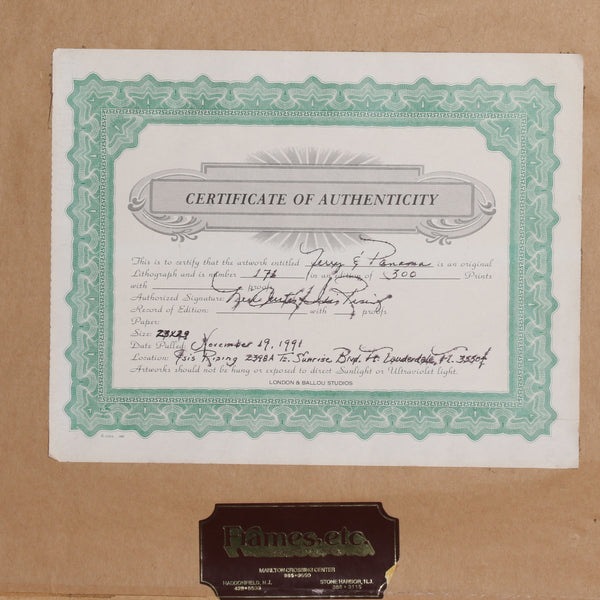 CERTIFICATE OF AUTHENTICITY
This is to certify that the artwork entitled Jerry & Panama is an original
Lithograph and is number 176 in an edition of 300 Prints
with proofs
Authorized Signature: Isis Rising
Record of Edition: with proofs
Paper:
Size: 23X29
Date Pulled: November 19, 1991
Location: Isis Rising 2398A E. Sunrise Blvd. Ft. Lauderdale, Fl.
Artworks should not be hung or exposed to direct Sunlight or Ultraviolet light.
LONDON & BALLOU STUDIOS
Frames, etc.
MARLTON CROSSING CENTER
HADDONFIELD, N.J. STONE HARBOR, N.J.